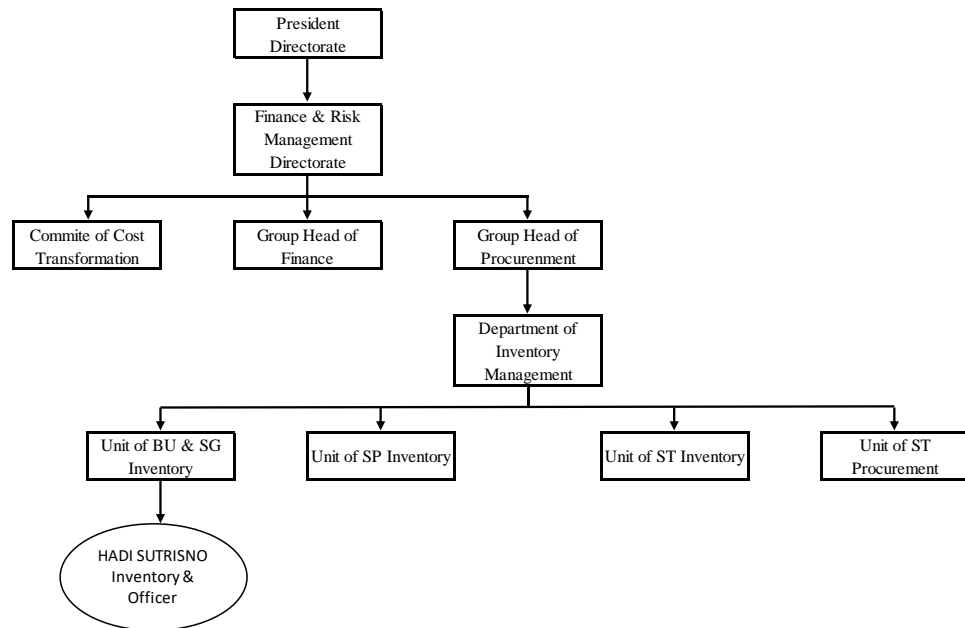 President
Directorate
Finance & Risk
Management
Directorate
Commite of Cost
Transformation
Group Head of
Finance
Group Head of
Procurenment
Department of
Inventory
Management
Unit of BU & SG
Inventory
Unit of SP Inventory
Unit of ST Inventory
Unit of ST
Procurement
HADI SUTRISNO
Inventory &
Officer